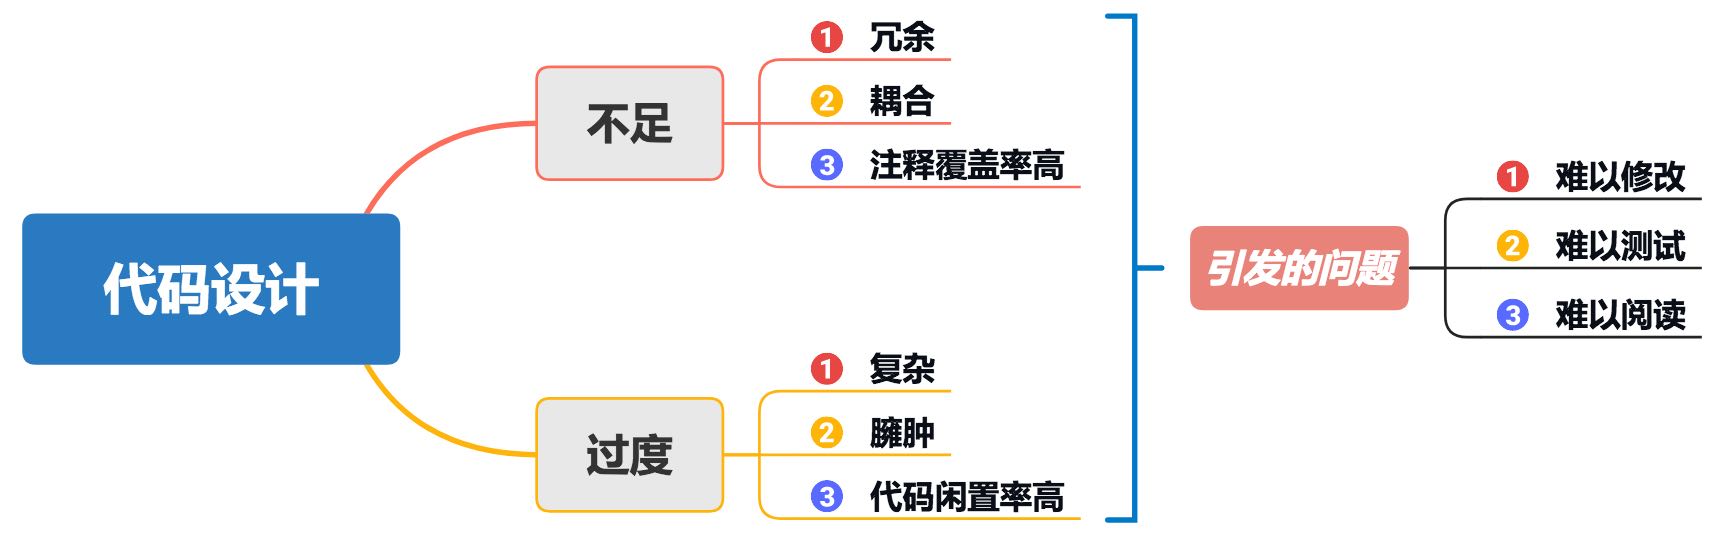 代码设计
不足
1 冗余
2 耦合
3 注释覆盖率高
过度
1 复杂
2 臃肿
3 代码闲置率高
引发的问题
1 难以修改
2 难以测试
3 难以阅读